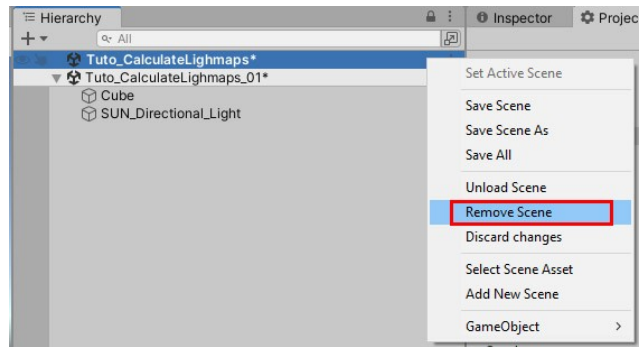 Hierarchy
Inspector
Projec
All
Tuto_CalculateLighmaps*
Tuto_CalculateLighmaps_01*
Cube
SUN_Directional_Light
Set Active Scene
Save Scene
Save Scene As
Save All
Unload Scene
Remove Scene
Discard changes
Select Scene Asset
Add New Scene
GameObject